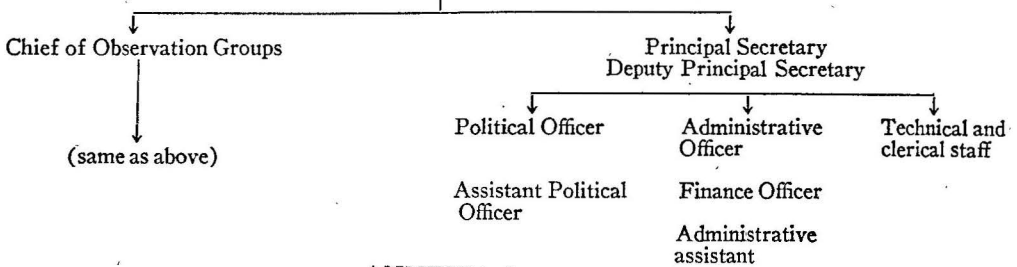 Chief of Observation Groups
Principal Secretary
Deputy Principal Secretary
(same as above)
Political Officer
Administrative
Officer
Technical and
clerical staff
Assistant Political
Officer
Finance Officer
Administrative
assistant